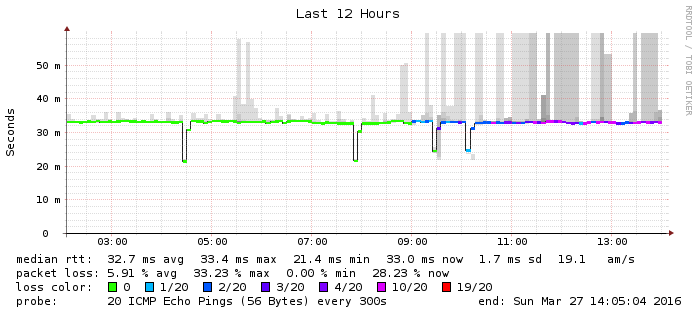 Last 12 Hours
RRDTOOL / TOBI OETIKER
Seconds
50 m
40 m
30 m
20 m
10 m
0
03:00 05:00 07:00 09:00 11:00 13:00
median rtt: 32.7 ms avg 33.4 ms max 21.4 ms min 33.0 ms now 1.7 ms sd 19.1 am/s
packet loss: 5.91 % avg 33.23 % max 0.00 % min 28.23 % now
loss color: 0 1/20 2/20 3/20 4/20 10/20 19/20
probe: 20 ICMP Echo Pings (56 Bytes) every 300s end: Sun Mar 27 14:05:04 2016